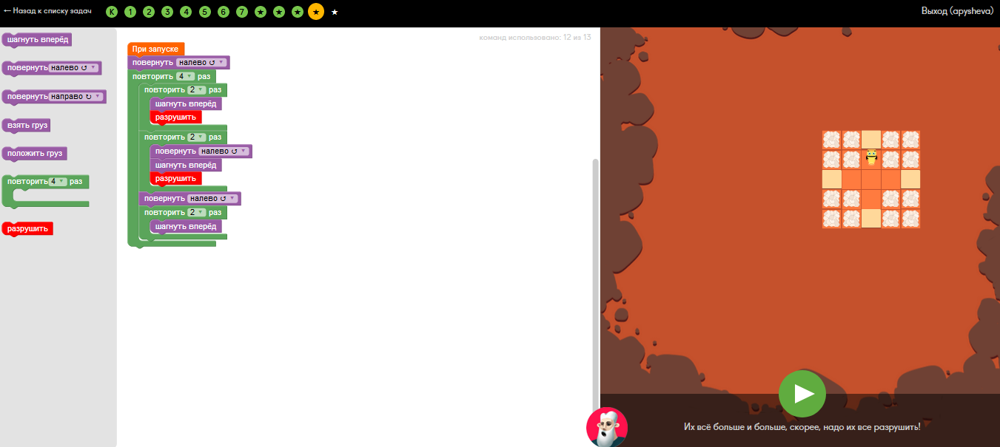 ← Назад к списку задач
K 1 2 3 4 5 6 7
Выход (apysheva)
шагнуть вперёд
повернуть налево ↺ ▼
повернуть направо ↻ ▼
взять груз
положить груз
повторить 4 ▼ раз
разрушить
команд использовано: 12 из 13
При запуске
повернуть налево ↺ ▼
повторить 4 ▼ раз
повторить 2 ▼ раз
шагнуть вперёд
разрушить
повторить 2 ▼ раз
повернуть налево ↺ ▼
шагнуть вперёд
разрушить
повернуть налево ↺ ▼
повторить 2 ▼ раз
шагнуть вперёд
Их всё больше и больше, скорее, надо их все разрушить!